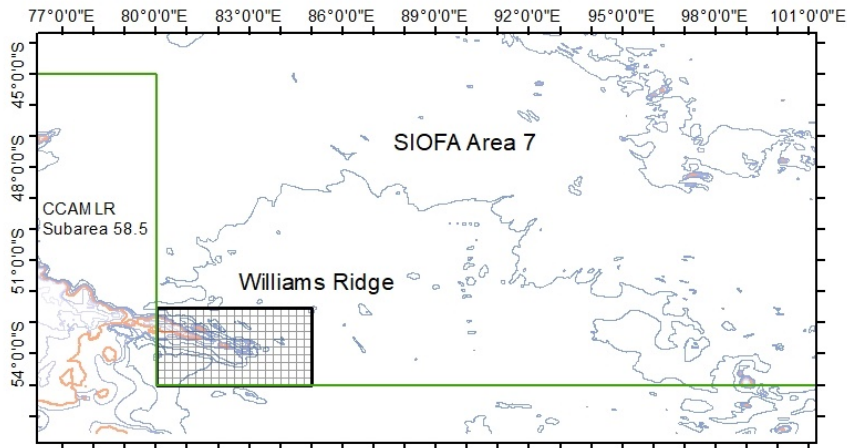 77°0'0"E 80°0'0"E 83°0'0"E 86°0'0"E 89°0'0"E 92°0'0"E 95°0'0"E 98°0'0"E 101°0'0"E
45°0'0"S
SIOFA Area 7
48°0'0"S
CCAMLR
Subarea 58.5
51°0'0"S
Williams Ridge
54°0'0"S